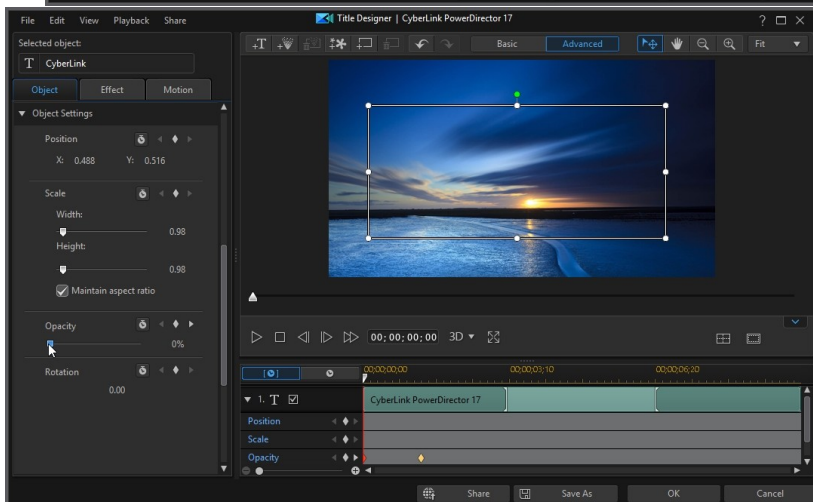 File Edit View Playback Share Title Designer | CyberLink PowerDirector 17 ?
Selected object:
T CyberLink
Object Effect Motion
Object Settings
Position
X: 0.488 Y: 0.516
Scale
Width:
0.98
Height:
0.98
Maintain aspect ratio
Opacity
0%
Rotation
0.00
+T Basic Advanced Fit
00;00;00;00 3D
00;00;00;00 00;00;03;10 00;00;06;20
1. T CyberLink PowerDirector 17
Position
Scale
Opacity
Share Save As OK Cancel